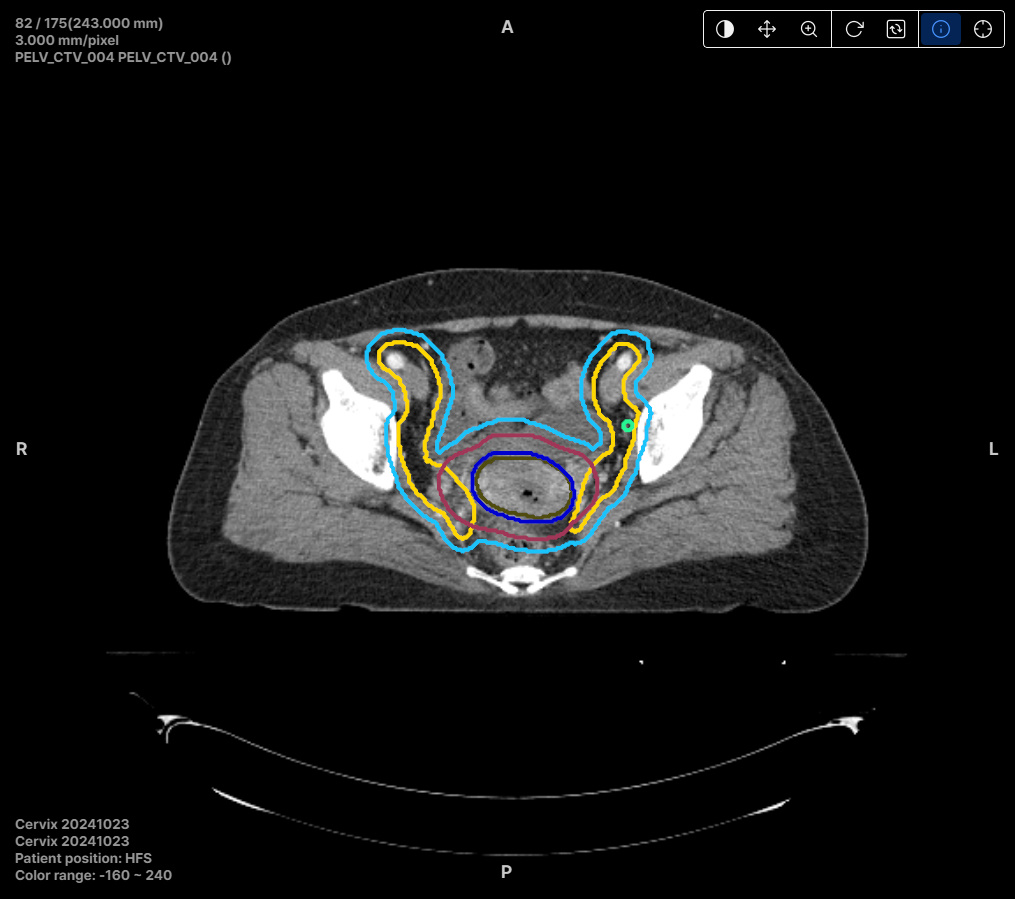 82 / 175(243.000 mm)
3.000 mm/pixel
PELV_CTV_004 PELV_CTV_004 ()
A
R
L
Cervix 20241023
Cervix 20241023
Patient position: HFS
Color range: -160 ~ 240
P